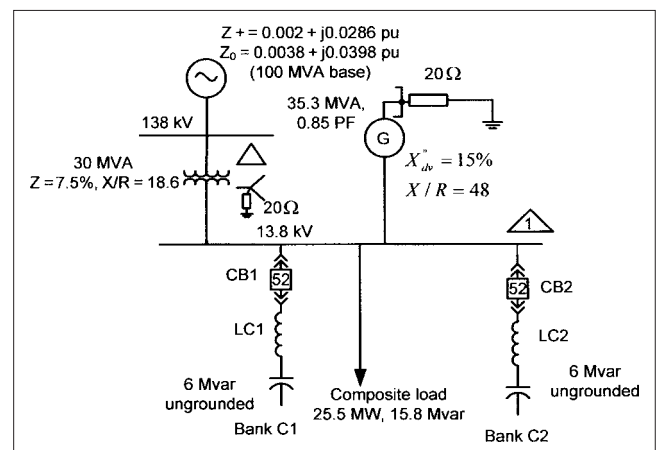 Z + = 0.002 + j0.0286 pu
Z₀ = 0.0038 + j0.0398 pu
(100 MVA base)
20Ω
35.3 MVA,
0.85 PF
G
138 kV
30 MVA
Z =7.5%, X/R = 18.6
X"dv = 15%
X / R = 48
20Ω
13.8 kV
1
CB1
52
52
CB2
LC1
LC2
6 Mvar
ungrounded
Bank C1
Composite load
25.5 MW, 15.8 Mvar
6 Mvar
ungrounded
Bank C2